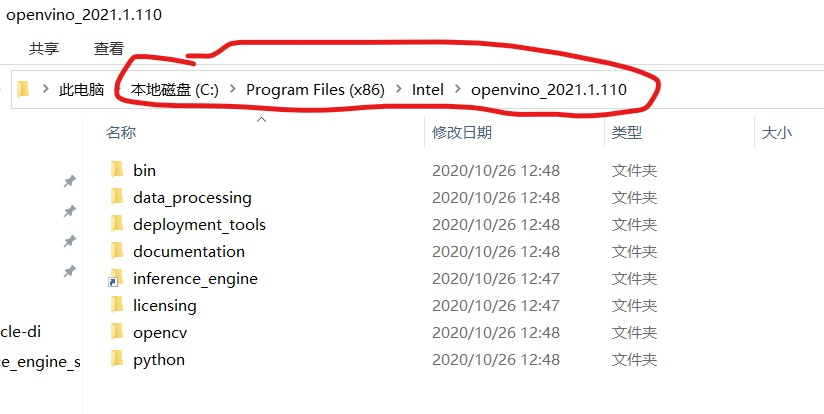 openvino_2021.1.110
共享 查看
此电脑 本地磁盘 (C:) Program Files (x86) Intel openvino_2021.1.110
名称 修改日期 类型 大小
bin 2020/10/26 12:48 文件夹
data_processing 2020/10/26 12:48 文件夹
deployment_tools 2020/10/26 12:48 文件夹
documentation 2020/10/26 12:48 文件夹
inference_engine 2020/10/26 12:47 文件夹
licensing 2020/10/26 12:47 文件夹
cle-di
opencv 2020/10/26 12:48 文件夹
ce_engine_s
python 2020/10/26 12:48 文件夹